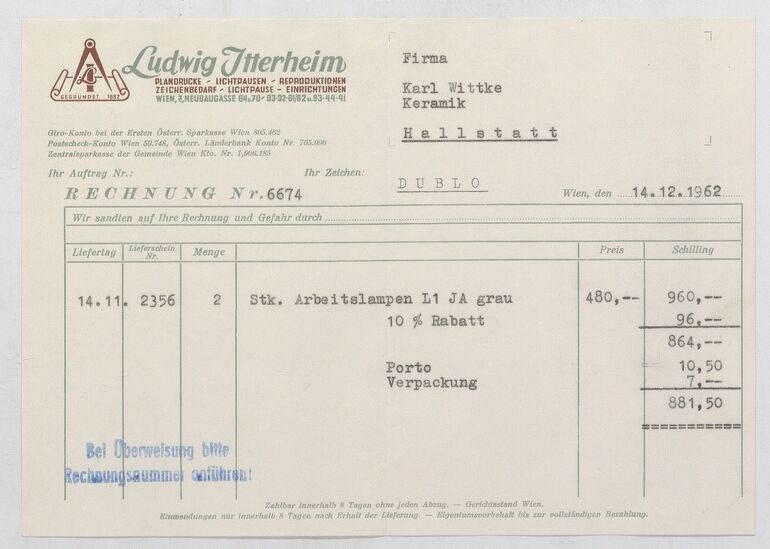 LI
GEGRÜNDET 1882
Ludwig Jtterheim
PLANDRUCKE - LICHTPAUSEN - REPRODUKTIONEN
ZEICHENBEDARF - LICHTPAUSE - EINRICHTUNGEN
WIEN, 7, NEUBAUGASSE 64 u. 70 - 93-32-61/62 u. 93-44-41
Firma
Karl Wittke
Keramik
Hallstatt
Giro-Konto bei der Ersten Österr. Sparkasse Wien 805.462
Postscheck-Konto Wien 50.748, Österr. Länderbank Konto Nr. 705.096
Zentralsparkasse der Gemeinde Wien Kto. Nr. 1,906.185
Ihr Auftrag Nr.: Ihr Zeichen:
DUBLO
RECHNUNG Nr. 6674 Wien, den 14.12.1962
Wir sandten auf Ihre Rechnung und Gefahr durch
Liefertag Lieferschein Nr. Menge Preis Schilling
14.11. 2356 2 Stk. Arbeitslampen L1 JA grau 480,-- 960,--
10 % Rabatt 96,--
864,--
Porto 10,50
Verpackung 7,--
881,50
===========
Bei Überweisung bitte
Rechnungsnummer anführen!
Zahlbar innerhalb 8 Tagen ohne jeden Abzug. — Gerichtsstand Wien.
Einwendungen nur innerhalb 8 Tagen nach Erhalt der Lieferung. — Eigentumsvorbehalt bis zur vollständigen Bezahlung.